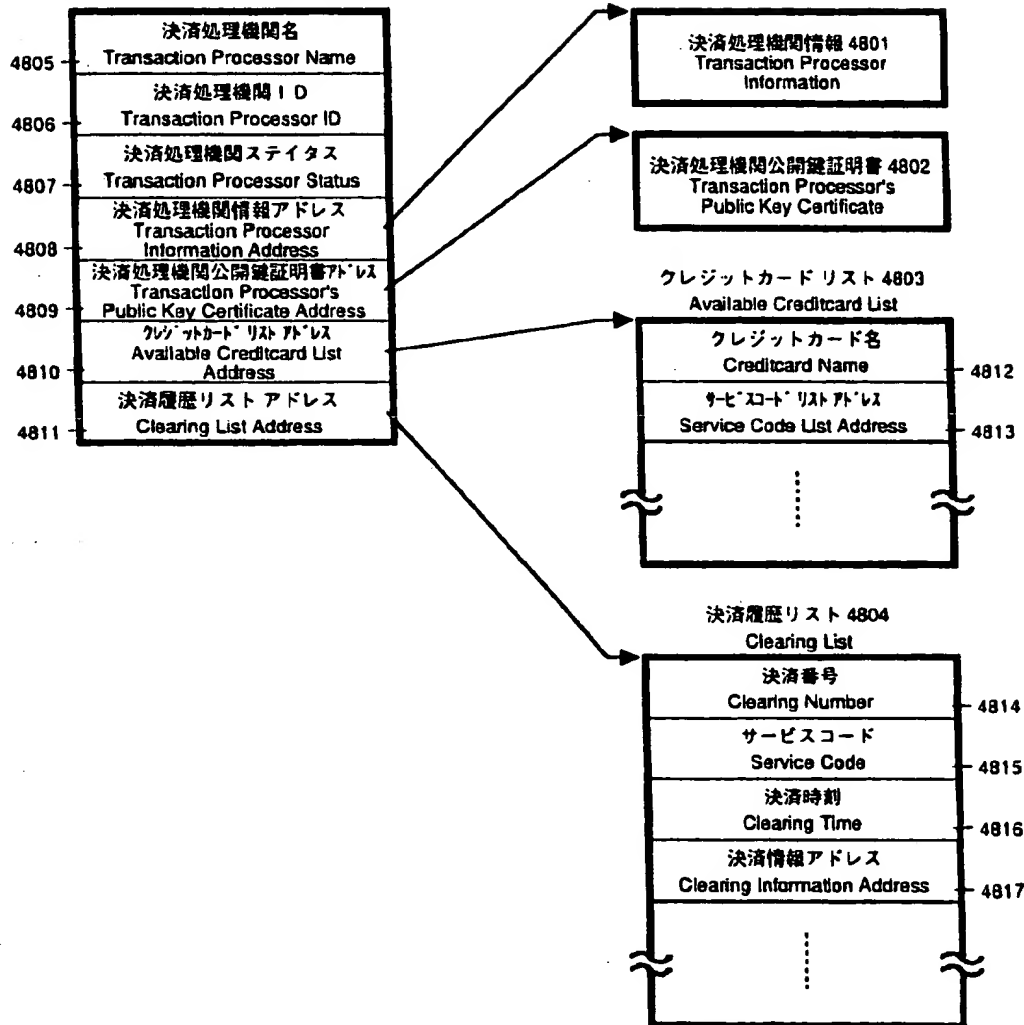 決済処理機関名
Transaction Processor Name
4805
決済処理機関ID
Transaction Processor ID
4806
決済処理機関ステイタス
Transaction Processor Status
4807
決済処理機関情報アドレス
Transaction Processor
Information Address
4808
決済処理機関公開鍵証明書アドレス
Transaction Processor's
Public Key Certificate Address
4809
クレジットカード リスト アドレス
Available Creditcard List
Address
4810
決済履歴リスト アドレス
Clearing List Address
4811
決済処理機関情報 4801
Transaction Processor
Information
決済処理機関公開鍵証明書 4802
Transaction Processor's
Public Key Certificate
クレジットカード リスト 4803
Available Creditcard List
クレジットカード名
Creditcard Name
4812
サービスコード リスト アドレス
Service Code List Address
4813
決済履歴リスト 4804
Clearing List
決済番号
Clearing Number
4814
サービスコード
Service Code
4815
決済時刻
Clearing Time
4816
決済情報アドレス
Clearing Information Address
4817